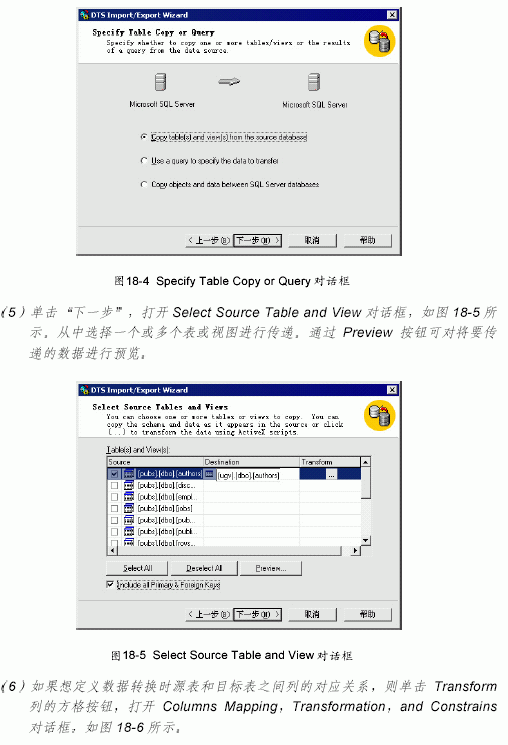 DTS Import/Export Wizard
Specify Table Copy or Query
Specify whether to copy one or more tables/views or the results
of a query from the data source.
Microsoft SQL Server
Microsoft SQL Server
Copy table(s) and view(s) from the source database
Use a query to specify the data to transfer
Copy objects and data between SQL Server databases
< 上一步(B) 下一步(N) > 取消 帮助
图18-4 Specify Table Copy or Query 对话框
(5) 单击“下一步”, 打开 Select Source Table and View 对话框, 如图 18-5 所
示。从中选择一个或多个表或视图进行传递。通过 Preview 按钮可对将要传
递的数据进行预览。
DTS Import/Export Wizard
Select Source Tables and Views
You can choose one or more tables or views to copy. You can
copy the schema and data as it appears in the source or click
(...) to transform the data using ActiveX scripts.
Table(s) and View(s):
Source Destination Transform
[pubs].[dbo].[authors] [ugv].[dbo].[authors] ...
[pubs].[dbo].[disc...
[pubs].[dbo].[empl...
[pubs].[dbo].[jobs]
[pubs].[dbo].[pub...
[pubs].[dbo].[publi...
[pubs].[dbo].[roys...
Select All Deselect All Preview...
Include all Primary & Foreign Keys
< 上一步(B) 下一步(N) > 取消 帮助
图18-5 Select Source Table and View 对话框
(6) 如果想定义数据转换时源表和目标表之间列的对应关系, 则单击 Transform
列的方格按钮, 打开 Columns Mapping, Transformation, and Constrains
对话框, 如图 18-6 所示。